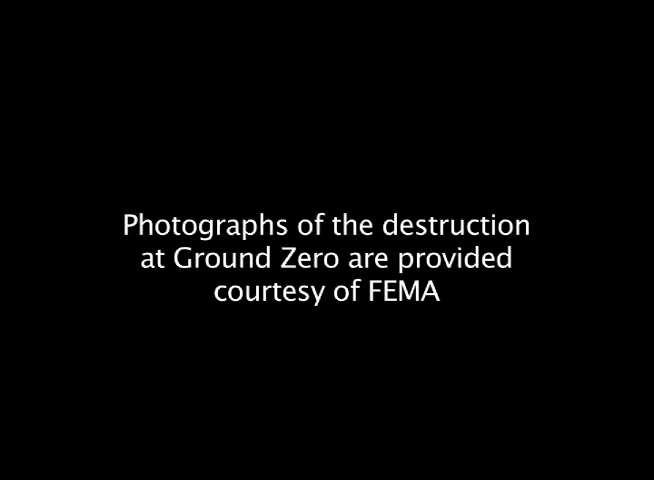 Photographs of the destruction
at Ground Zero are provided
courtesy of FEMA